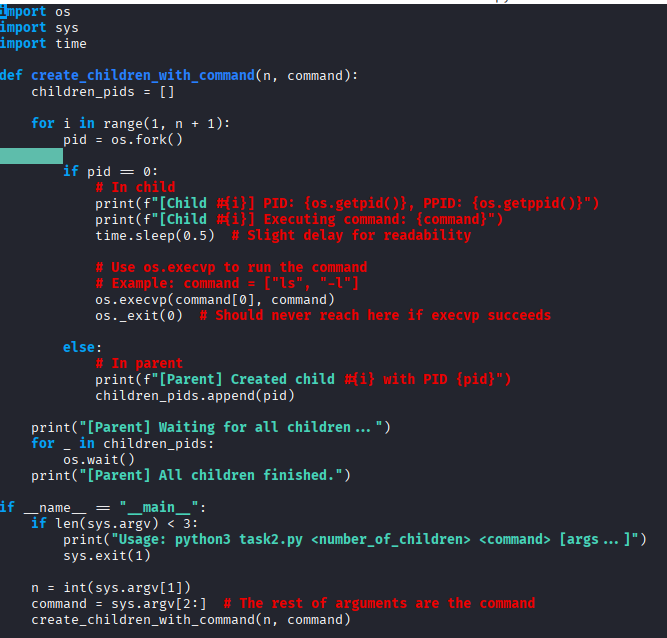 import os
import sys
import time

def create_children_with_command(n, command):
    children_pids = []

    for i in range(1, n + 1):
        pid = os.fork()

        if pid == 0:
            # In child
            print(f"[Child #{i}] PID: {os.getpid()}, PPID: {os.getppid()}")
            print(f"[Child #{i}] Executing command: {command}")
            time.sleep(0.5)  # Slight delay for readability

            # Use os.execvp to run the command
            # Example: command = ["ls", "-l"]
            os.execvp(command[0], command)
            os._exit(0)  # Should never reach here if execvp succeeds

        else:
            # In parent
            print(f"[Parent] Created child #{i} with PID {pid}")
            children_pids.append(pid)

    print("[Parent] Waiting for all children...")
    for _ in children_pids:
        os.wait()
    print("[Parent] All children finished.")

if __name__ == "__main__":
    if len(sys.argv) < 3:
        print("Usage: python3 task2.py <number_of_children> <command> [args...]")
        sys.exit(1)

    n = int(sys.argv[1])
    command = sys.argv[2:]  # The rest of arguments are the command
    create_children_with_command(n, command)